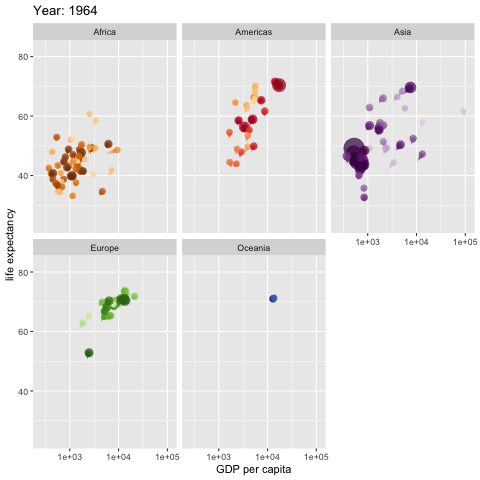 Year: 1964
Africa Americas Asia
80
60
40
1e+03 1e+04 1e+05
life expectancy
Europe Oceania
80
60
40
1e+03 1e+04 1e+05 1e+03 1e+04 1e+05
GDP per capita